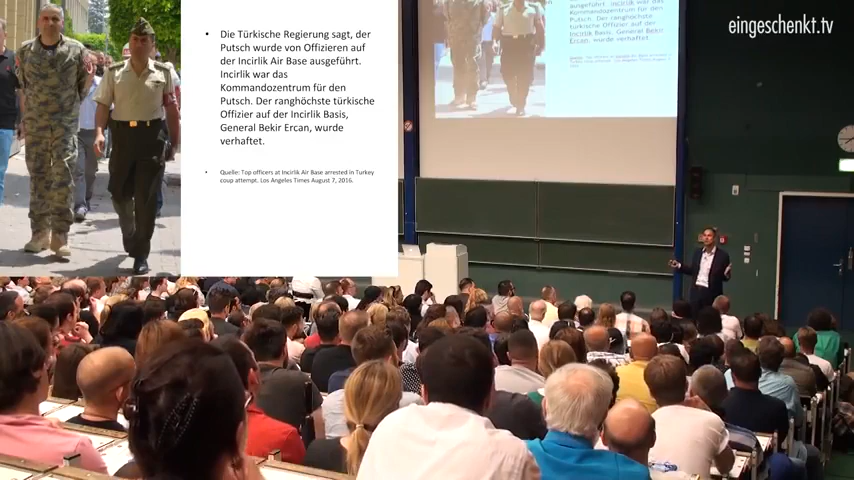 eingeschenkt.tv
• Die Türkische Regierung sagt, der
Putsch wurde von Offizieren auf
der Incirlik Air Base ausgeführt.
Incirlik war das
Kommandozentrum für den
Putsch. Der ranghöchste türkische
Offizier auf der Incirlik Basis,
General Bekir Ercan, wurde
verhaftet.
• Quelle: Top officers at Incirlik Air Base arrested in Turkey
coup attempt. Los Angeles Times August 7, 2016.
ausgeführt. Incirlik war das
Kommandozentrum für den
Putsch. Der ranghöchste
türkische Offizier auf der
Incirlik Basis, General Bekir
Ercan, wurde verhaftet.